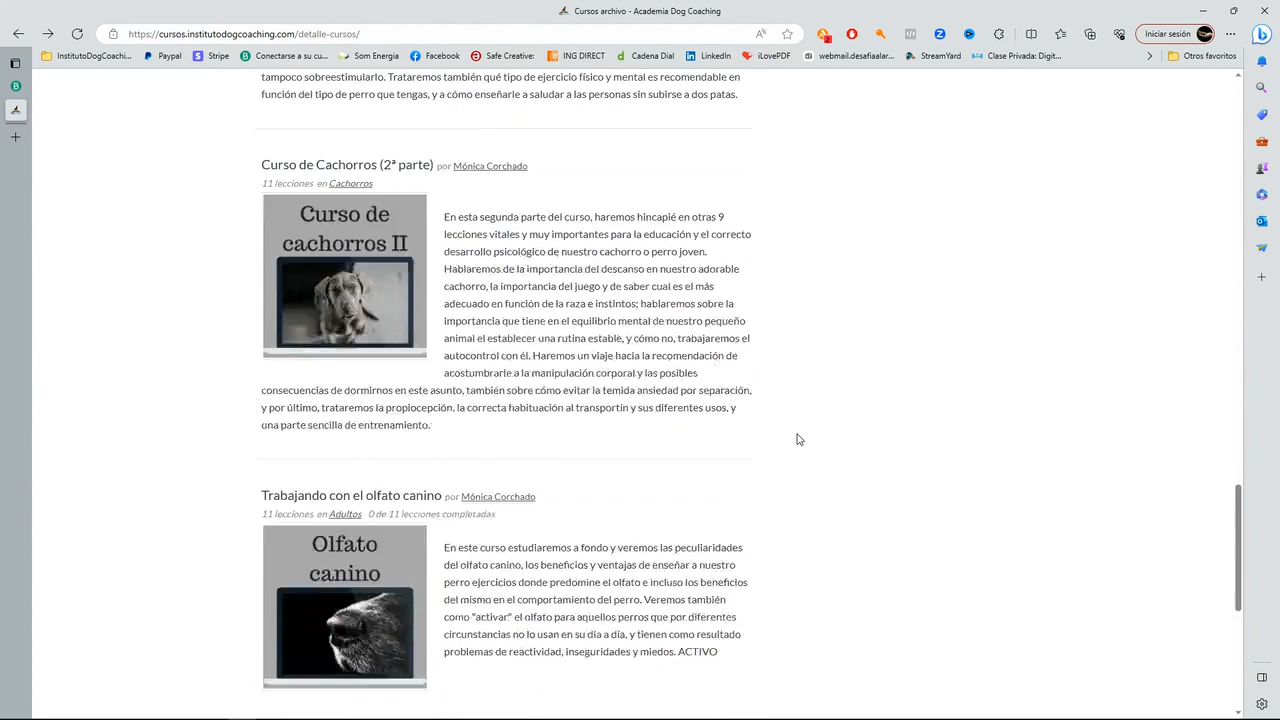 Cursos archivo - Academia Dog Coaching
https://cursos.institutodogcoaching.com/detalle-cursos/
Iniciar sesión
InstitutoDogCoachi...
Paypal
Stripe
Conectarse a su cu...
Som Energia
Facebook
Safe Creative:
ING DIRECT
Cadena Dial
LinkedIn
iLovePDF
webmail.desafiaalar...
StreamYard
Clase Privada: Digit...
Otros favoritos
tampoco sobreestimularlo. Trataremos también qué tipo de ejercicio físico y mental es recomendable en
función del tipo de perro que tengas, y a cómo enseñarle a saludar a las personas sin subirse a dos patas.
Curso de Cachorros (2ª parte) por Mónica Corchado
11 lecciones en Cachorros
Curso de
cachorros II
En esta segunda parte del curso, haremos hincapié en otras 9
lecciones vitales y muy importantes para la educación y el correcto
desarrollo psicológico de nuestro cachorro o perro joven.
Hablaremos de la importancia del descanso en nuestro adorable
cachorro, la importancia del juego y de saber cual es el más
adecuado en función de la raza e instintos; hablaremos sobre la
importancia que tiene en el equilibrio mental de nuestro pequeño
animal el establecer una rutina estable, y cómo no, trabajaremos el
autocontrol con él. Haremos un viaje hacia la recomendación de
acostumbrarle a la manipulación corporal y las posibles
consecuencias de dormirnos en este asunto, también sobre cómo evitar la temida ansiedad por separación,
y por último, trataremos la propiocepción, la correcta habituación al transportín y sus diferentes usos, y
una parte sencilla de entrenamiento.
Trabajando con el olfato canino por Mónica Corchado
11 lecciones en Adultos 0 de 11 lecciones completadas
Olfato
canino
En este curso estudiaremos a fondo y veremos las peculiaridades
del olfato canino, los beneficios y ventajas de enseñar a nuestro
perro ejercicios donde predomine el olfato e incluso los beneficios
del mismo en el comportamiento del perro. Veremos también
como "activar" el olfato para aquellos perros que por diferentes
circunstancias no lo usan en su día a día, y tienen como resultado
problemas de reactividad, inseguridades y miedos. ACTIVO